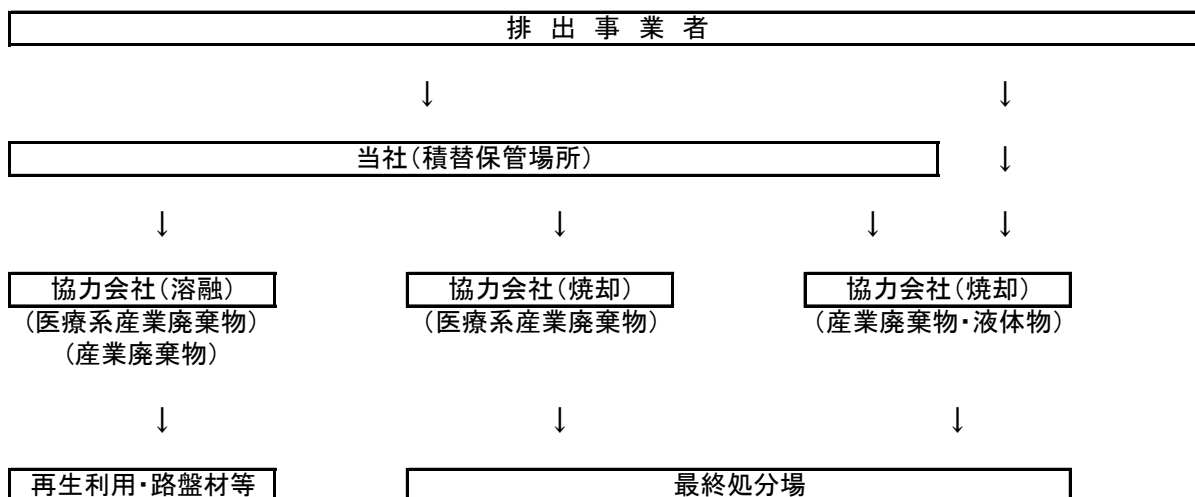 排 出 事 業 者
↓ ↓
当社（積替保管場所） ↓
↓ ↓ ↓ ↓
協力会社（溶融） 協力会社（焼却） 協力会社（焼却）
（医療系産業廃棄物） （医療系産業廃棄物） （産業廃棄物・液体物）
（産業廃棄物）
↓ ↓ ↓
再生利用・路盤材等 最終処分場